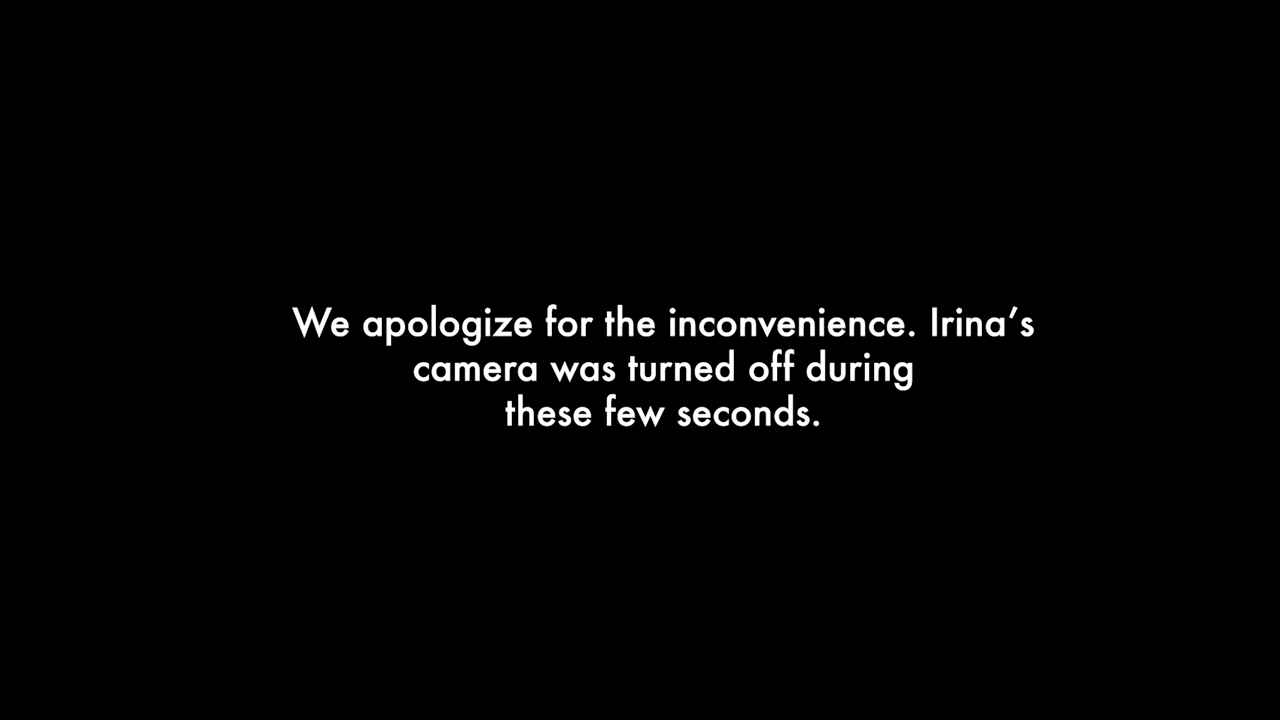 We apologize for the inconvenience. Irina’s
camera was turned off during
these few seconds.